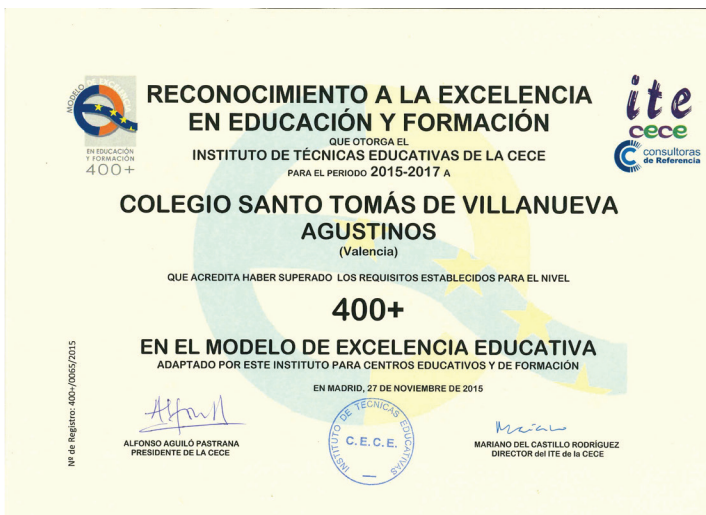 MODELO DE EXCELENCIA
EN EDUCACIÓN
Y FORMACIÓN
400+
RECONOCIMIENTO A LA EXCELENCIA
EN EDUCACIÓN Y FORMACIÓN
QUE OTORGA EL
INSTITUTO DE TÉCNICAS EDUCATIVAS DE LA CECE
PARA EL PERIODO 2015-2017 A
ite
cece
consultoras
de Referencia
COLEGIO SANTO TOMÁS DE VILLANUEVA
AGUSTINOS
(Valencia)
QUE ACREDITA HABER SUPERADO LOS REQUISITOS ESTABLECIDOS PARA EL NIVEL
400+
EN EL MODELO DE EXCELENCIA EDUCATIVA
ADAPTADO POR ESTE INSTITUTO PARA CENTROS EDUCATIVOS Y DE FORMACIÓN
EN MADRID, 27 DE NOVIEMBRE DE 2015
Nº de Registro: 400+/0065/2015
ALFONSO AGUILÓ PASTRANA
PRESIDENTE DE LA CECE
INSTITUTO DE TÉCNICAS EDUCATIVAS
C.E.C.E.
Mariano
MARIANO DEL CASTILLO RODRÍGUEZ
DIRECTOR del ITE de la CECE